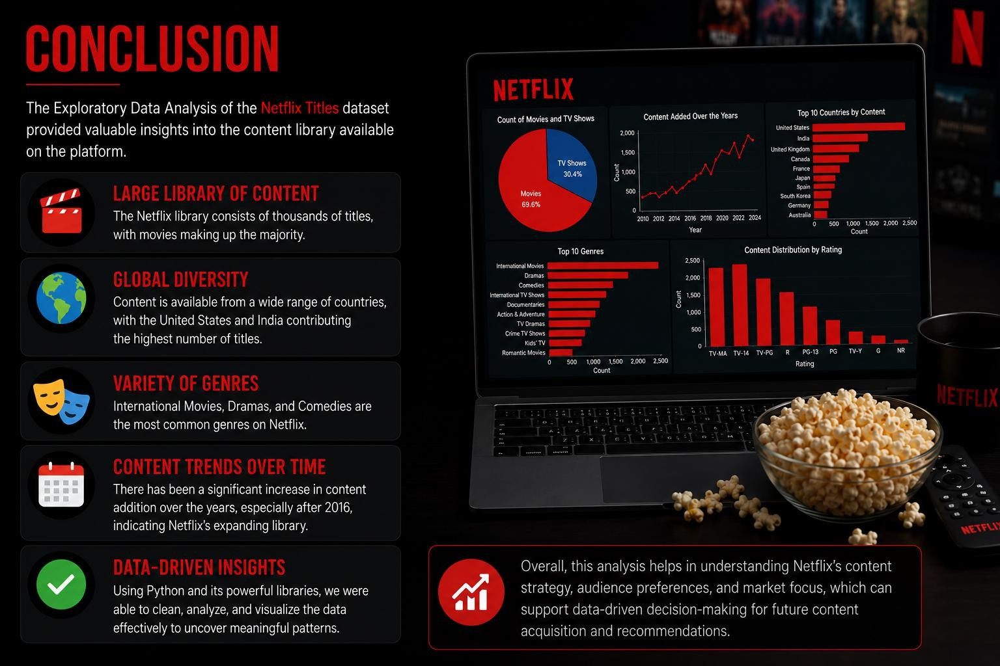 CONCLUSION
The Exploratory Data Analysis of the Netflix Titles dataset
provided valuable insights into the content library available
on the platform.
LARGE LIBRARY OF CONTENT
The Netflix library consists of thousands of titles,
with movies making up the majority.
GLOBAL DIVERSITY
Content is available from a wide range of countries,
with the United States and India contributing
the highest number of titles.
VARIETY OF GENRES
International Movies, Dramas, and Comedies are
the most common genres on Netflix.
CONTENT TRENDS OVER TIME
There has been a significant increase in content
addition over the years, especially after 2016,
indicating Netflix's expanding library.
DATA-DRIVEN INSIGHTS
Using Python and its powerful libraries, we were
able to clean, analyze, and visualize the data
effectively to uncover meaningful patterns.
N
NETFLIX
Count of Movies and TV Shows
TV Shows
30.4%
Movies
69.6%
Content Added Over the Years
2,000
1,500
1,000
500
0
Count
2010 2012 2014 2016 2018 2020 2022 2024
Year
Top 10 Countries by Content
United States
India
United Kingdom
Canada
France
Japan
Spain
South Korea
Germany
Australia
0 500 1,000 1,500 2,000 2,500
Count
Top 10 Genres
International Movies
Dramas
Comedies
International TV Shows
Documentaries
Action & Adventure
TV Dramas
Crime TV Shows
Kids' TV
Romantic Movies
0 500 1,000 1,500 2,000 2,500
Count
Content Distribution by Rating
2,500
2,000
1,500
1,000
500
0
Count
TV-MA TV-14 TV-PG R PG-13 PG TV-Y G NR
Rating
NETFLIX
NETFLIX
Overall, this analysis helps in understanding Netflix's content
strategy, audience preferences, and market focus, which can
support data-driven decision-making for future content
acquisition and recommendations.